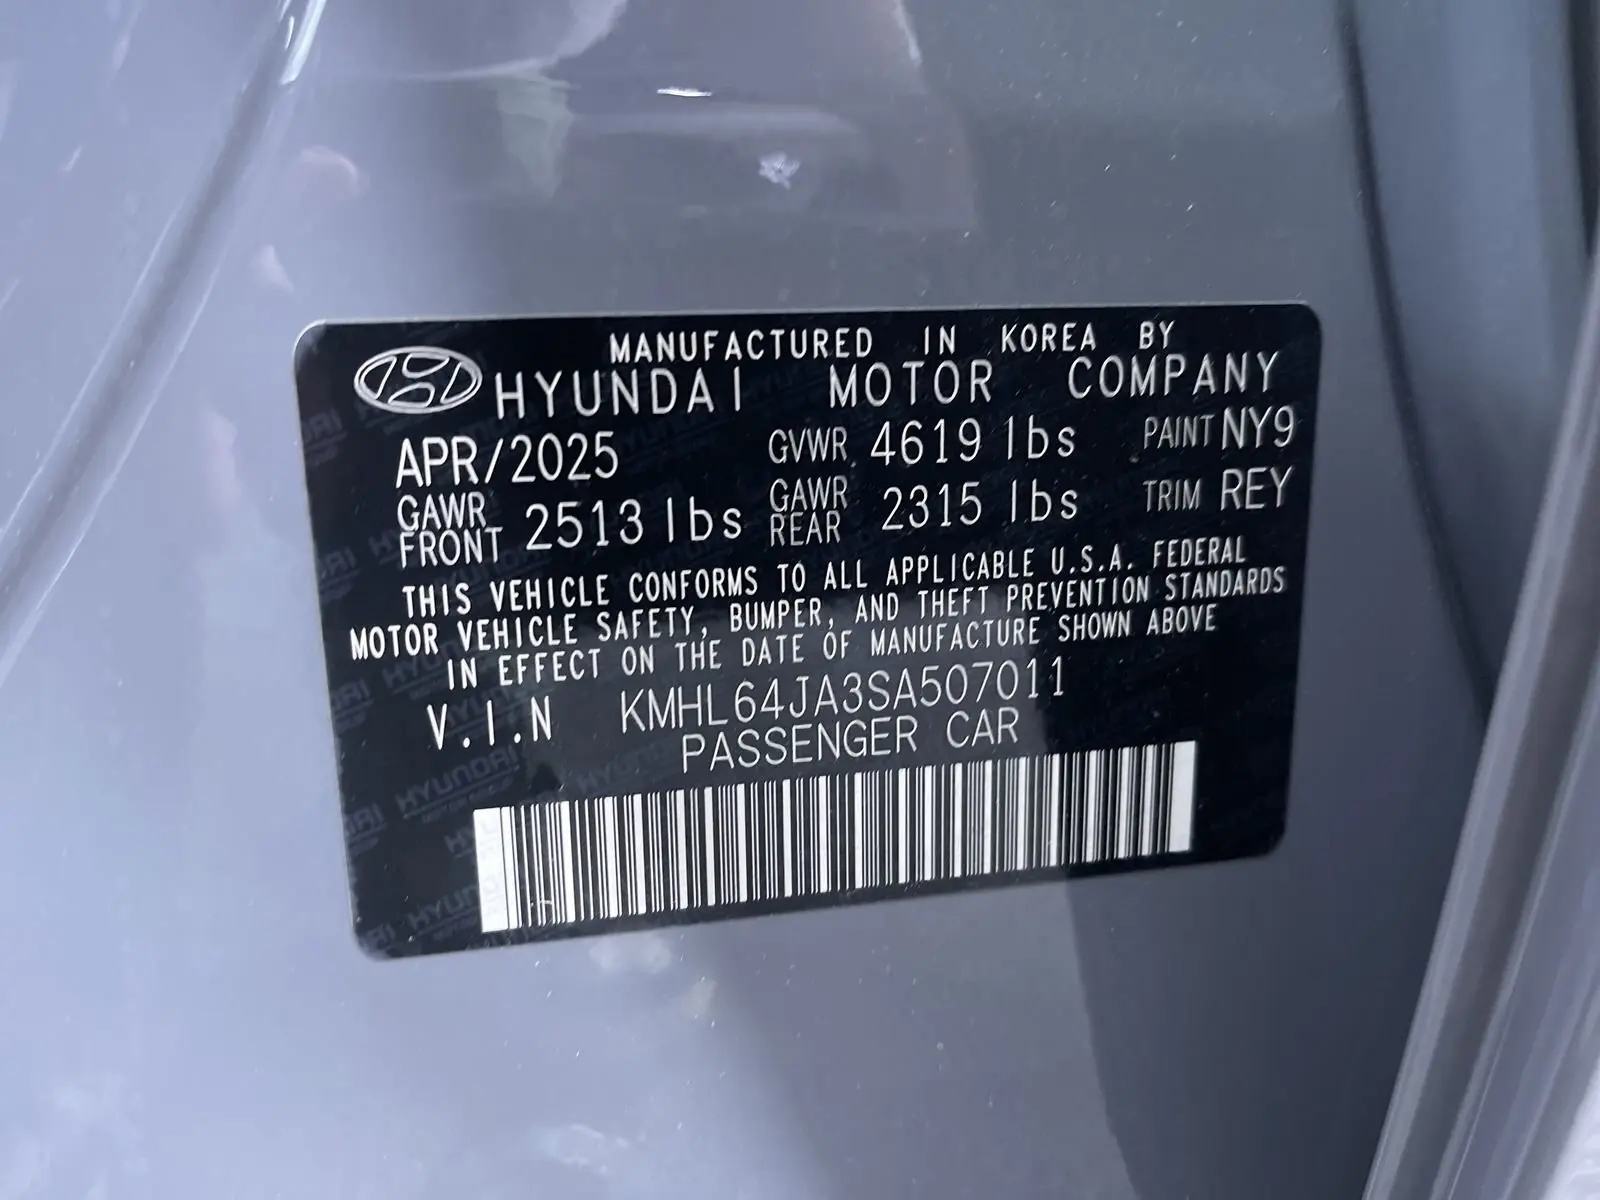 MANUFACTURED IN KOREA BY
HYUNDAI MOTOR COMPANY
APR/2025 GVWR 4619 lbs PAINT NY9
GAWR FRONT 2513 lbs GAWR REAR 2315 lbs TRIM REY
THIS VEHICLE CONFORMS TO ALL APPLICABLE U.S.A. FEDERAL
MOTOR VEHICLE SAFETY, BUMPER, AND THEFT PREVENTION STANDARDS
IN EFFECT ON THE DATE OF MANUFACTURE SHOWN ABOVE
V.I.N KMHL64JA3SA507011
PASSENGER CAR